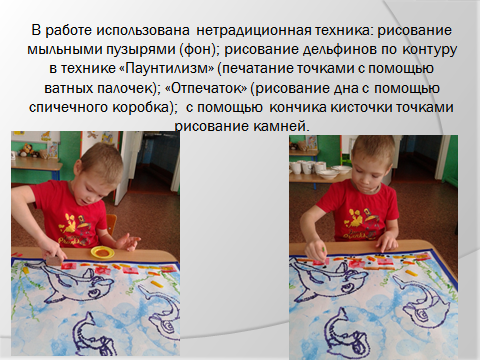 В работе использована нетрадиционная техника: рисование
мыльными пузырями (фон); рисование дельфинов по контуру
в технике «Паунтилизм» (печатание точками с помощью
ватных палочек); «Отпечаток» (рисование дна с помощью
спичечного коробка); с помощью кончика кисточки точками
рисование камней.